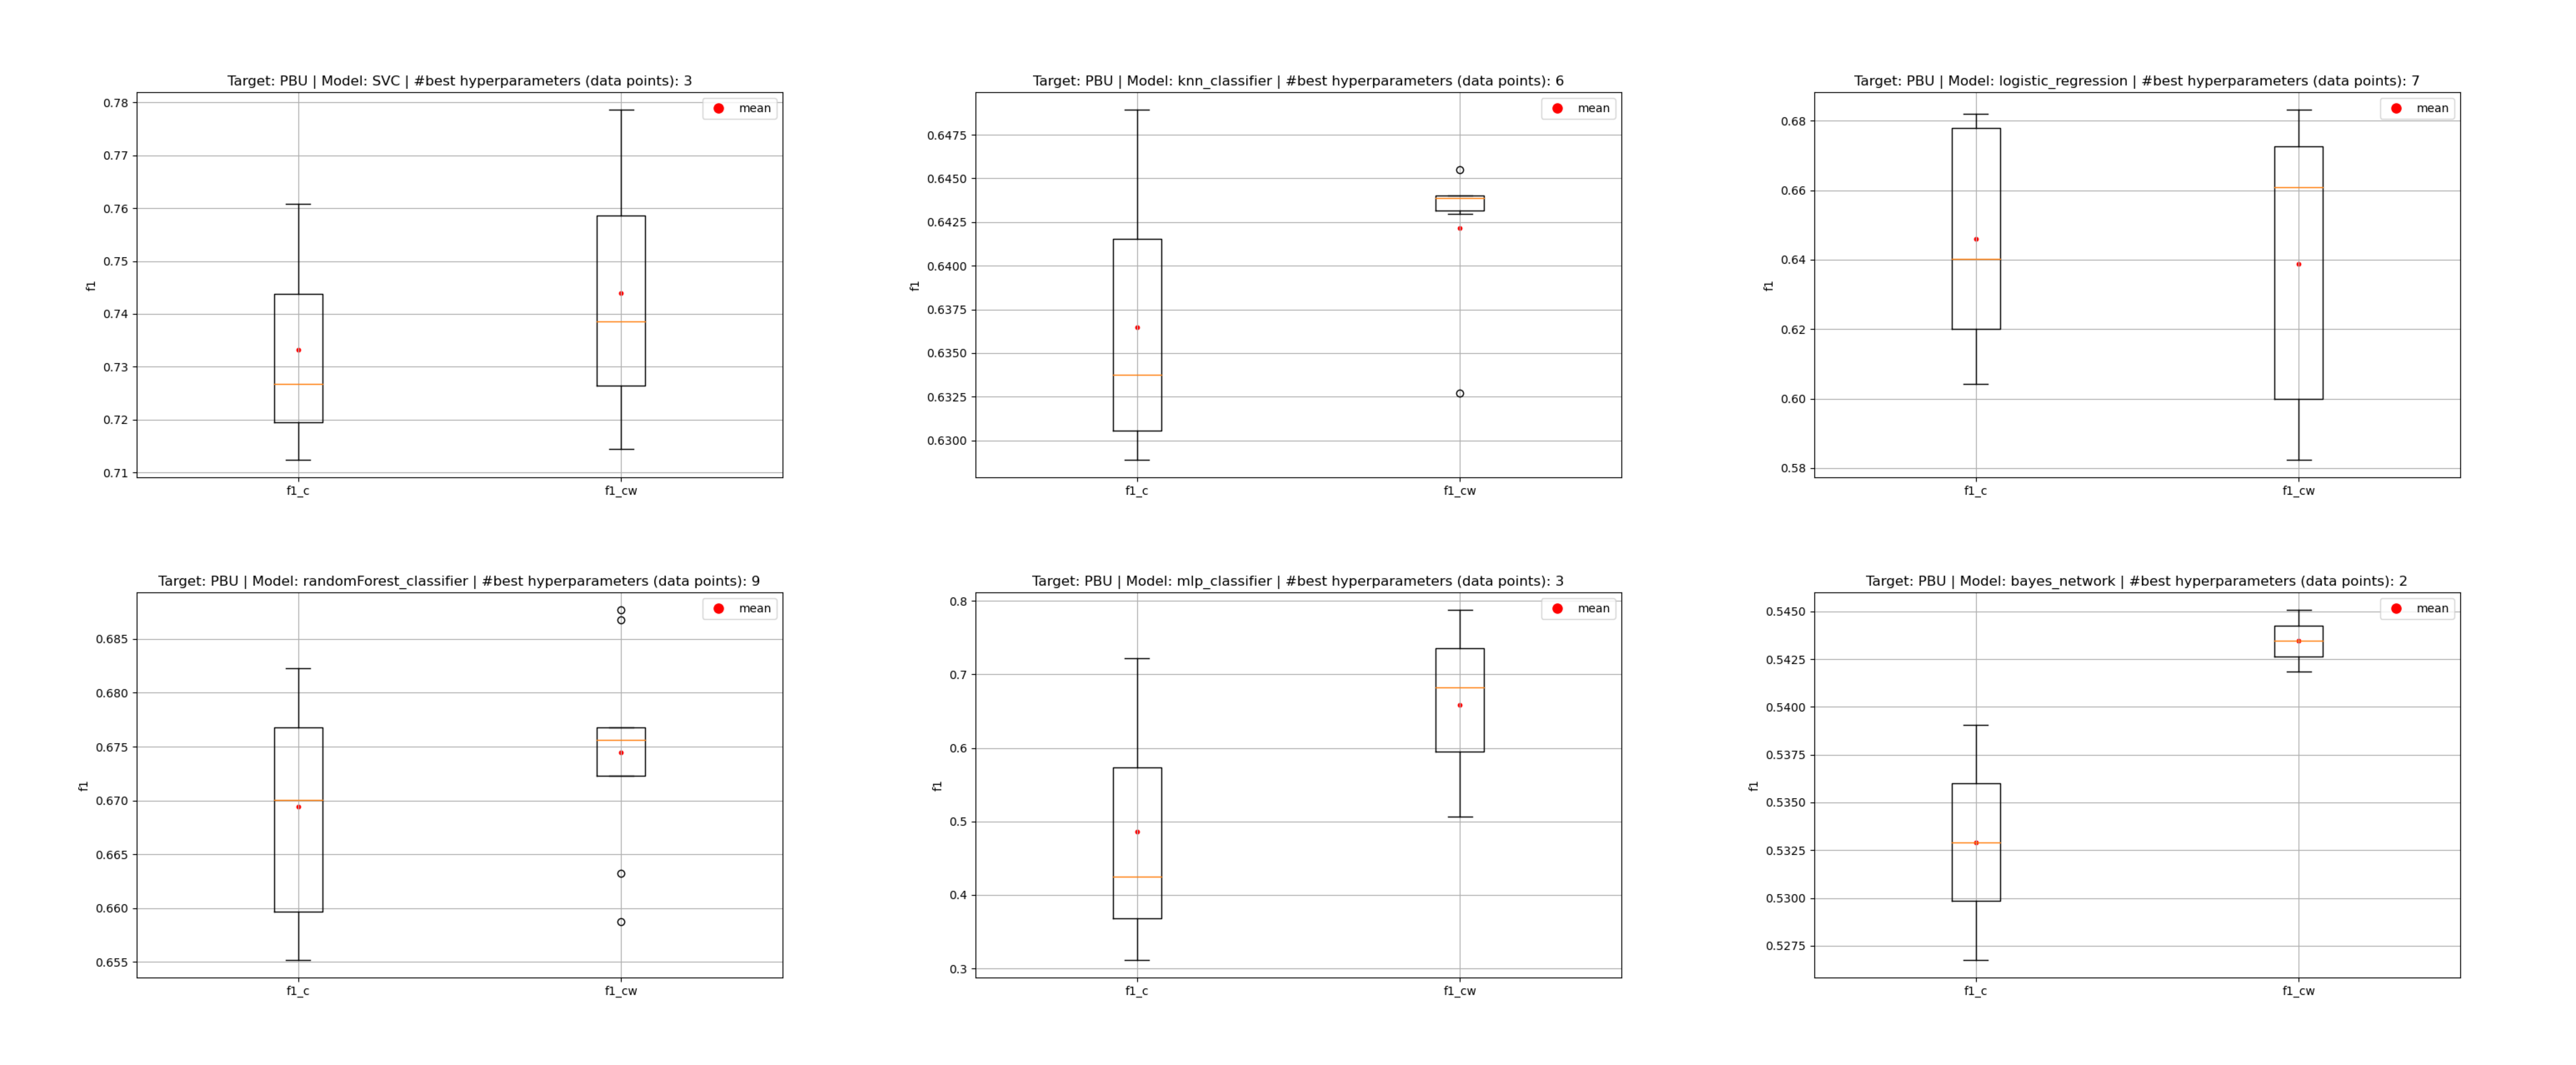 Target: PBU | Model: SVC | #best hyperparameters (data points): 3
mean
0.78
0.77
0.76
0.75
0.74
0.73
0.72
0.71
f1
f1_c
f1_cw
Target: PBU | Model: knn_classifier | #best hyperparameters (data points): 6
mean
0.6475
0.6450
0.6425
0.6400
0.6375
0.6350
0.6325
0.6300
f1
f1_c
f1_cw
Target: PBU | Model: logistic_regression | #best hyperparameters (data points): 7
mean
0.68
0.66
0.64
0.62
0.60
0.58
f1
f1_c
f1_cw
Target: PBU | Model: randomForest_classifier | #best hyperparameters (data points): 9
mean
0.685
0.680
0.675
0.670
0.665
0.660
0.655
f1
f1_c
f1_cw
Target: PBU | Model: mlp_classifier | #best hyperparameters (data points): 3
mean
0.8
0.7
0.6
0.5
0.4
0.3
f1
f1_c
f1_cw
Target: PBU | Model: bayes_network | #best hyperparameters (data points): 2
mean
0.5450
0.5425
0.5400
0.5375
0.5350
0.5325
0.5300
0.5275
f1
f1_c
f1_cw